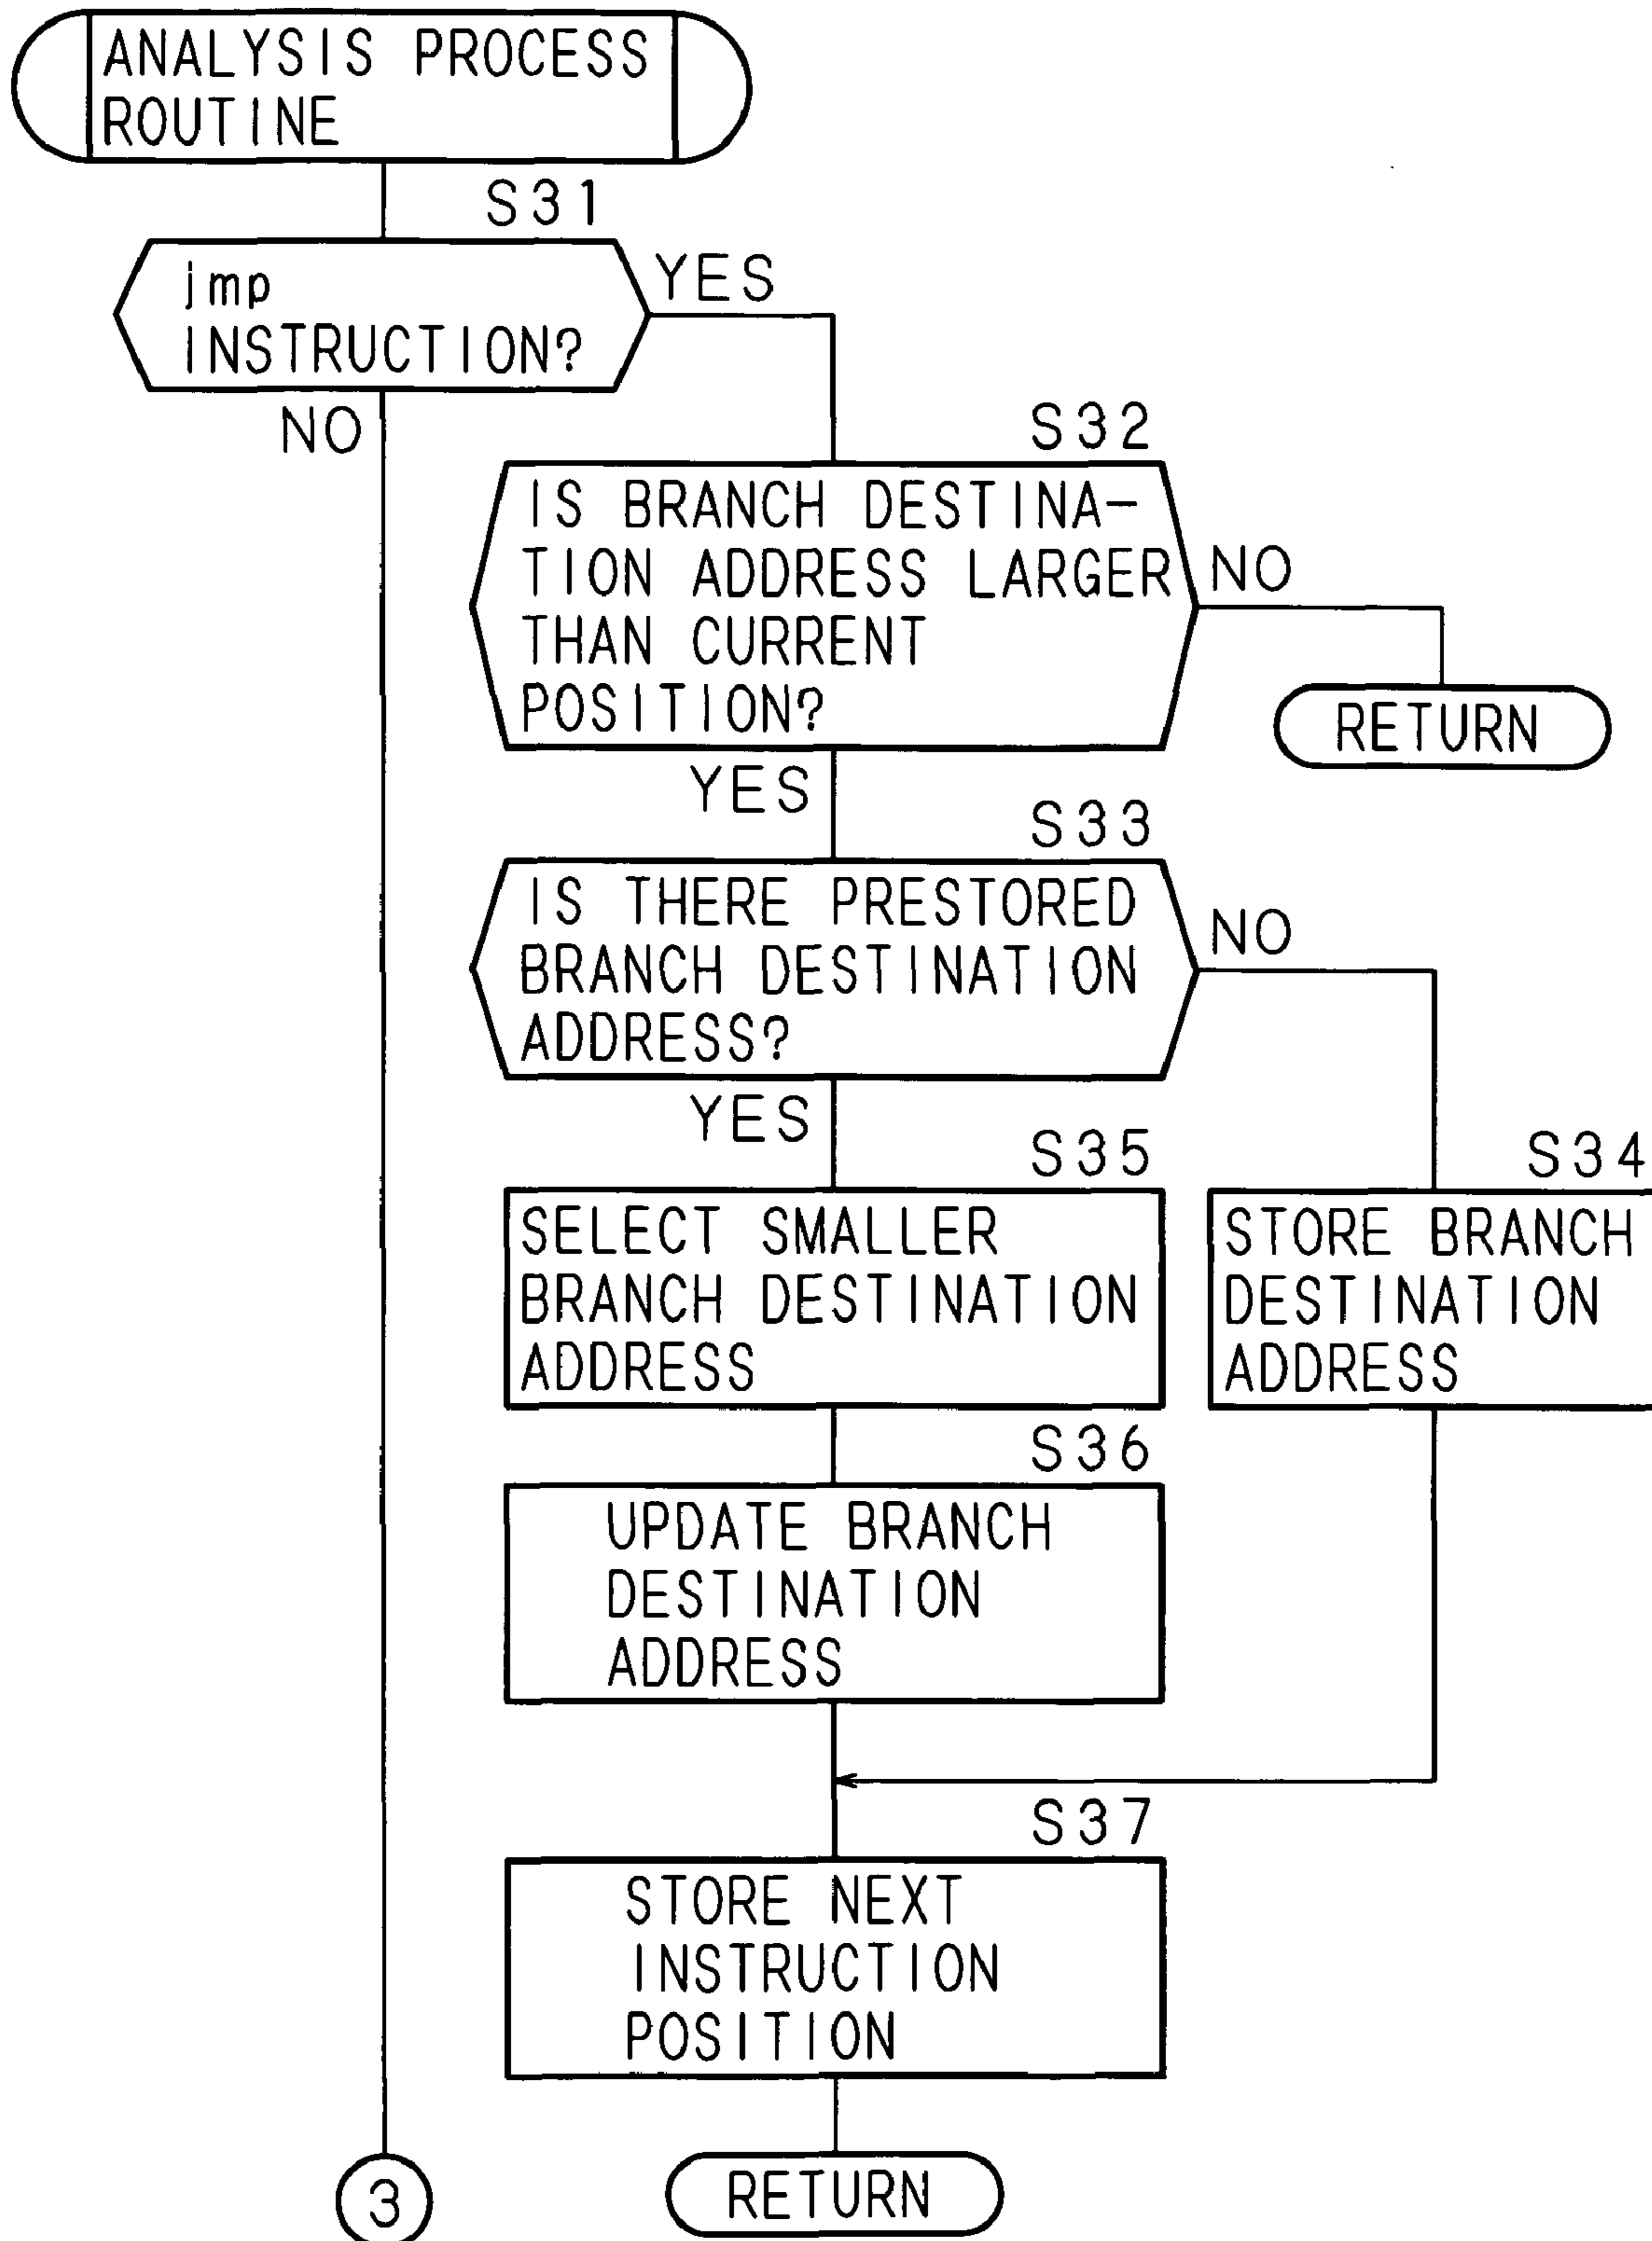 ANALYSIS PROCESS
ROUTINE
S31
jmp
INSTRUCTION?
YES
NO
S32
IS BRANCH DESTINA-
TION ADDRESS LARGER
THAN CURRENT
POSITION?
NO
RETURN
YES
S33
IS THERE PRESTORED
BRANCH DESTINATION
ADDRESS?
NO
YES
S35
SELECT SMALLER
BRANCH DESTINATION
ADDRESS
S34
STORE BRANCH
DESTINATION
ADDRESS
S36
UPDATE BRANCH
DESTINATION
ADDRESS
S37
STORE NEXT
INSTRUCTION
POSITION
3
RETURN